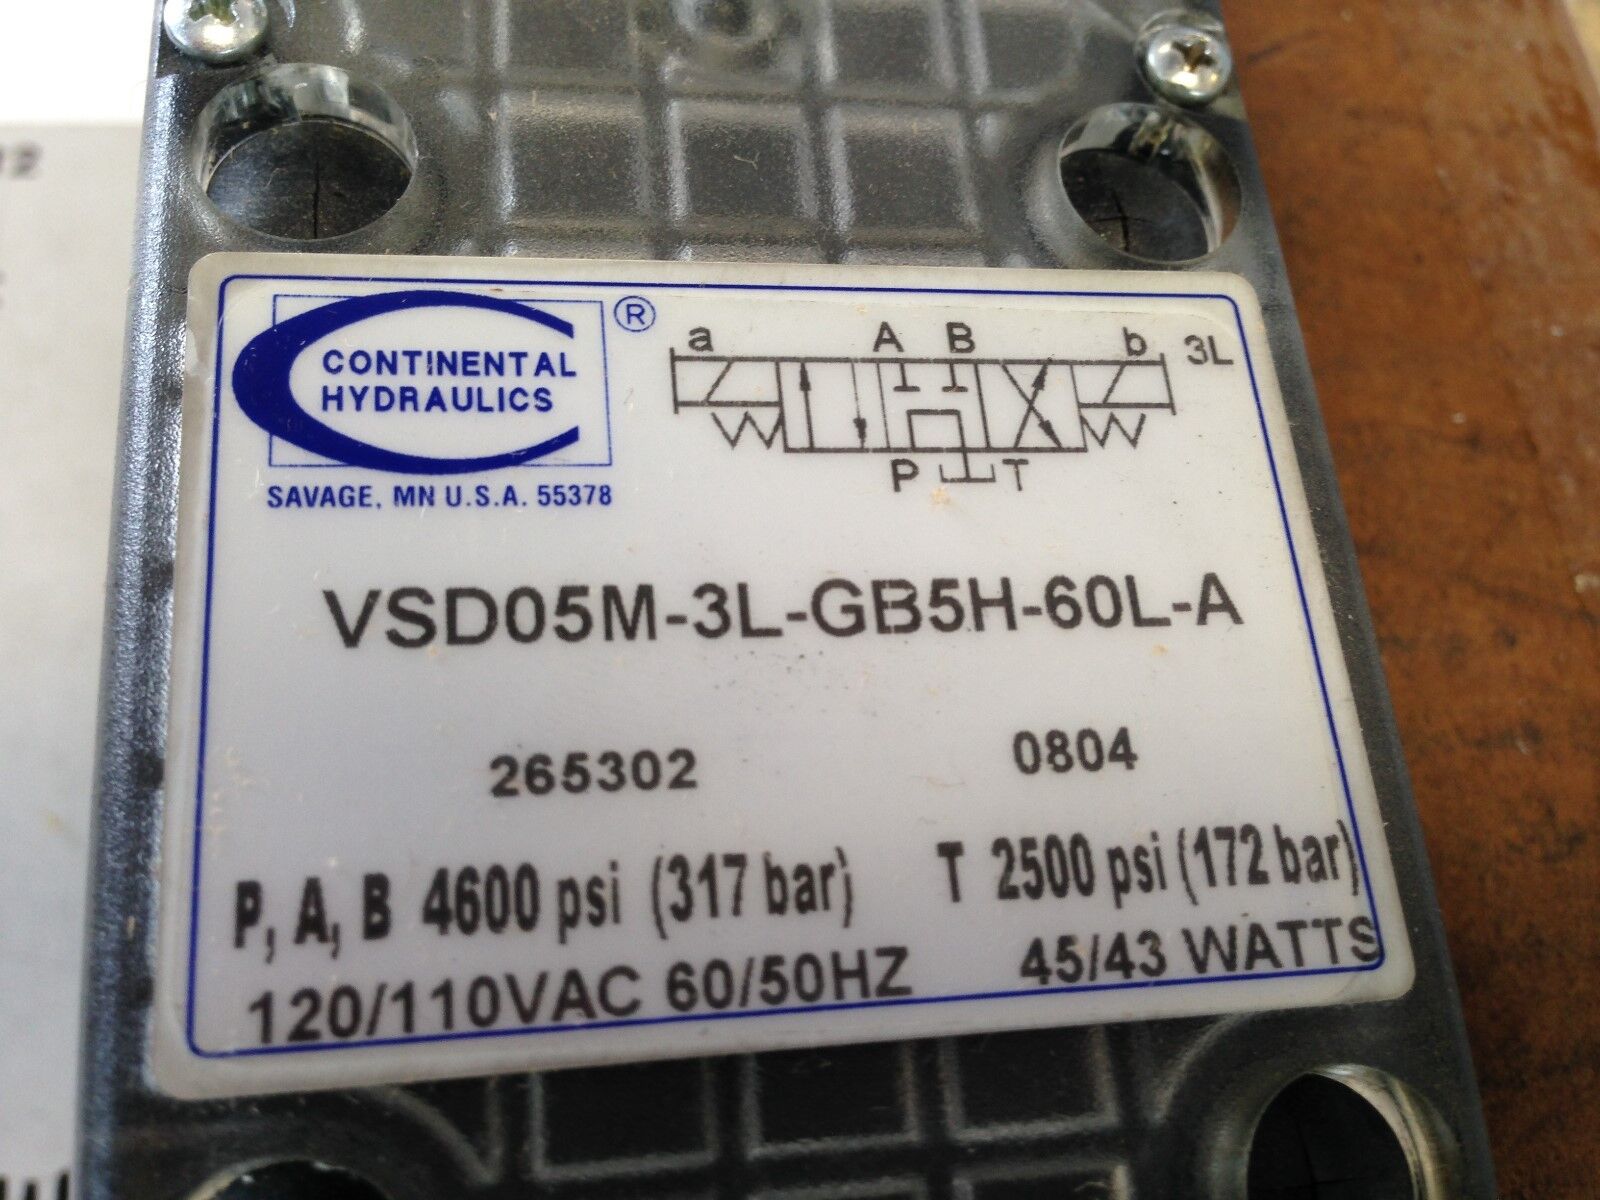 CONTINENTAL
HYDRAULICS
®
SAVAGE, MN U.S.A. 55378
a A B b 3L
P T
VSD05M-3L-GB5H-60L-A
265302 0804
P, A, B 4600 psi (317 bar) T 2500 psi (172 bar)
120/110VAC 60/50HZ 45/43 WATTS